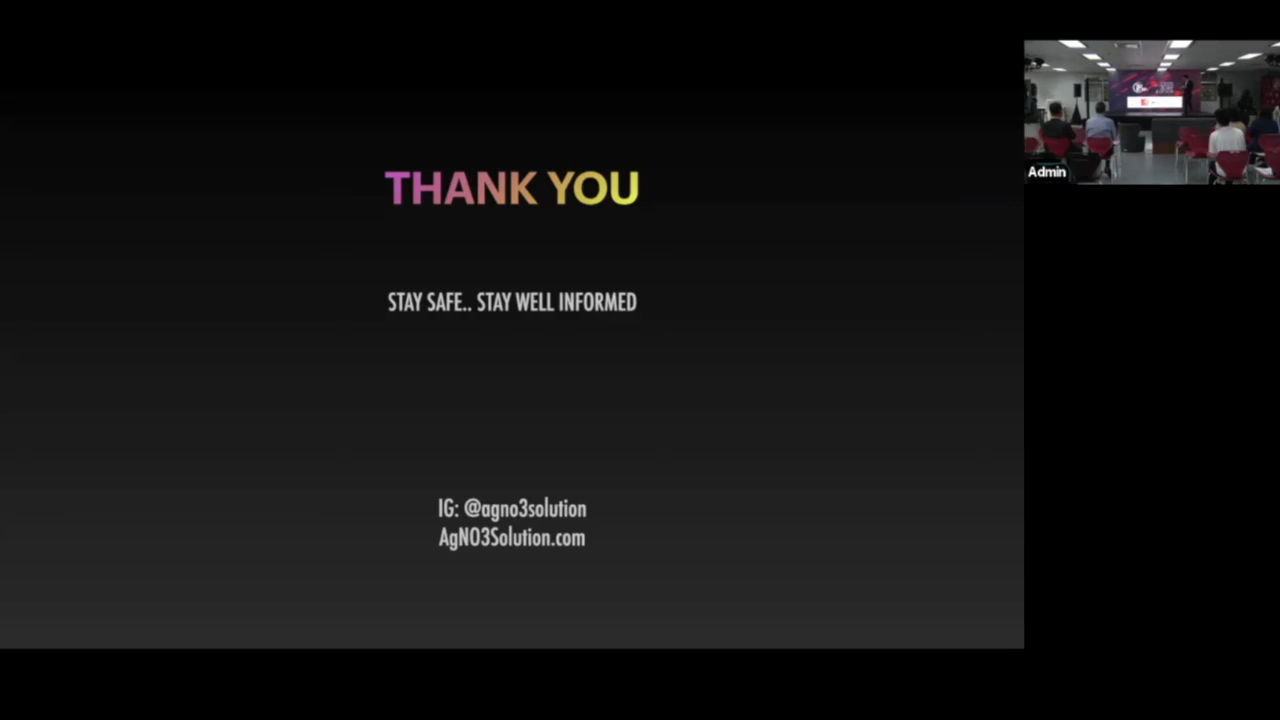 THANK YOU
STAY SAFE.. STAY WELL INFORMED
IG: @agno3solution
AgNO3Solution.com
Admin